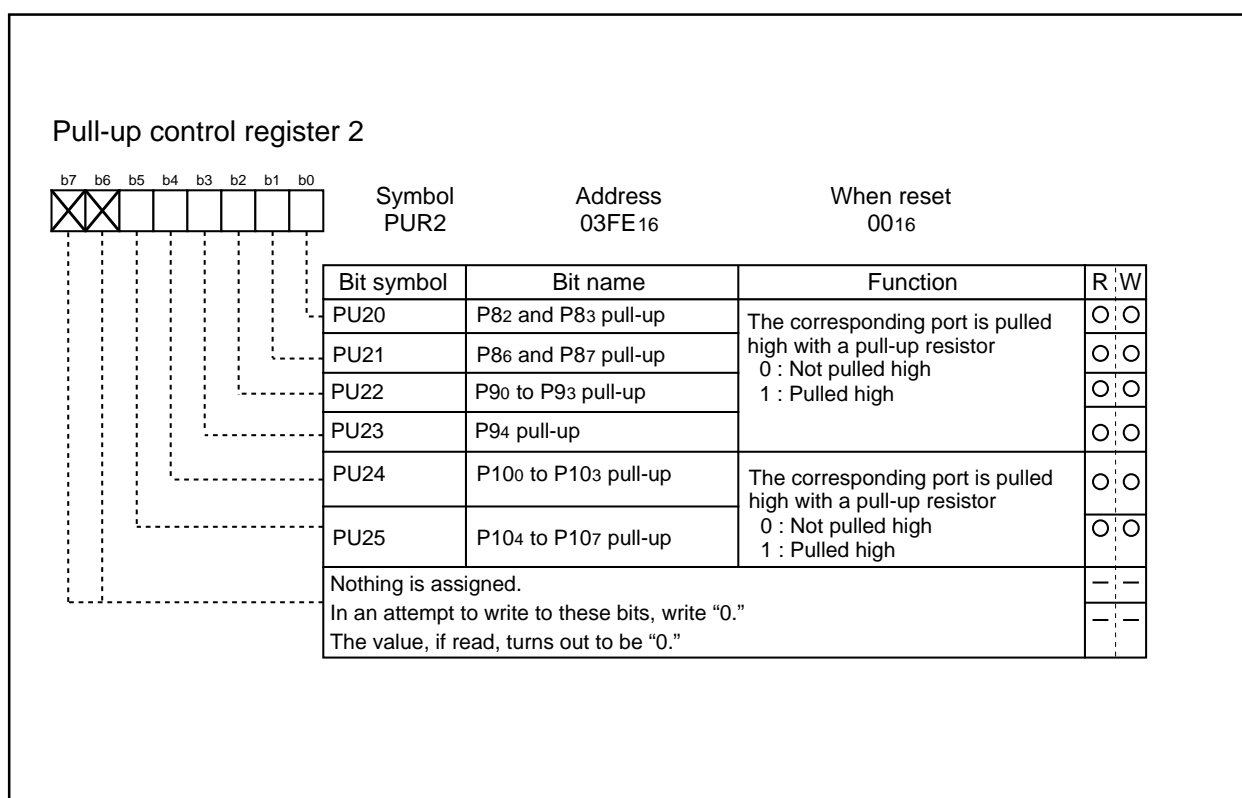 Pull-up control register 2
b7 b6 b5 b4 b3 b2 b1 b0
Symbol Address When reset
PUR2 03FE16 0016
Bit symbol Bit name Function R W
PU20 P82 and P83 pull-up
The corresponding port is pulled
high with a pull-up resistor
0 : Not pulled high
1 : Pulled high
PU21 P86 and P87 pull-up
PU22 P90 to P93 pull-up
PU23 P94 pull-up
PU24 P100 to P103 pull-up
The corresponding port is pulled
high with a pull-up resistor
0 : Not pulled high
1 : Pulled high
PU25 P104 to P107 pull-up
Nothing is assigned.
In an attempt to write to these bits, write “0.”
The value, if read, turns out to be “0.”